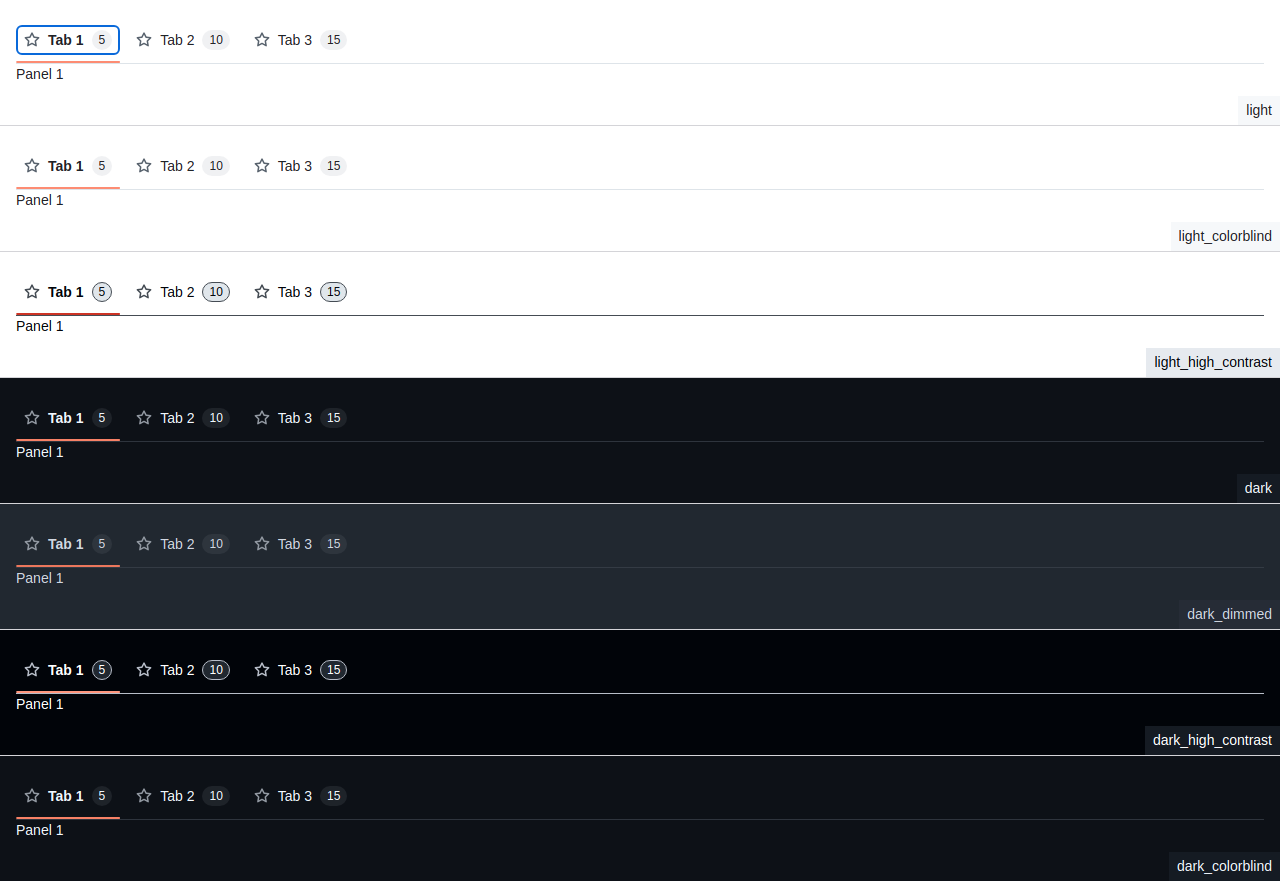 Tab 1 5 Tab 2 10 Tab 3 15
Panel 1
light
Tab 1 5 Tab 2 10 Tab 3 15
Panel 1
light_colorblind
Tab 1 5 Tab 2 10 Tab 3 15
Panel 1
light_high_contrast
Tab 1 5 Tab 2 10 Tab 3 15
Panel 1
dark
Tab 1 5 Tab 2 10 Tab 3 15
Panel 1
dark_dimmed
Tab 1 5 Tab 2 10 Tab 3 15
Panel 1
dark_high_contrast
Tab 1 5 Tab 2 10 Tab 3 15
Panel 1
dark_colorblind